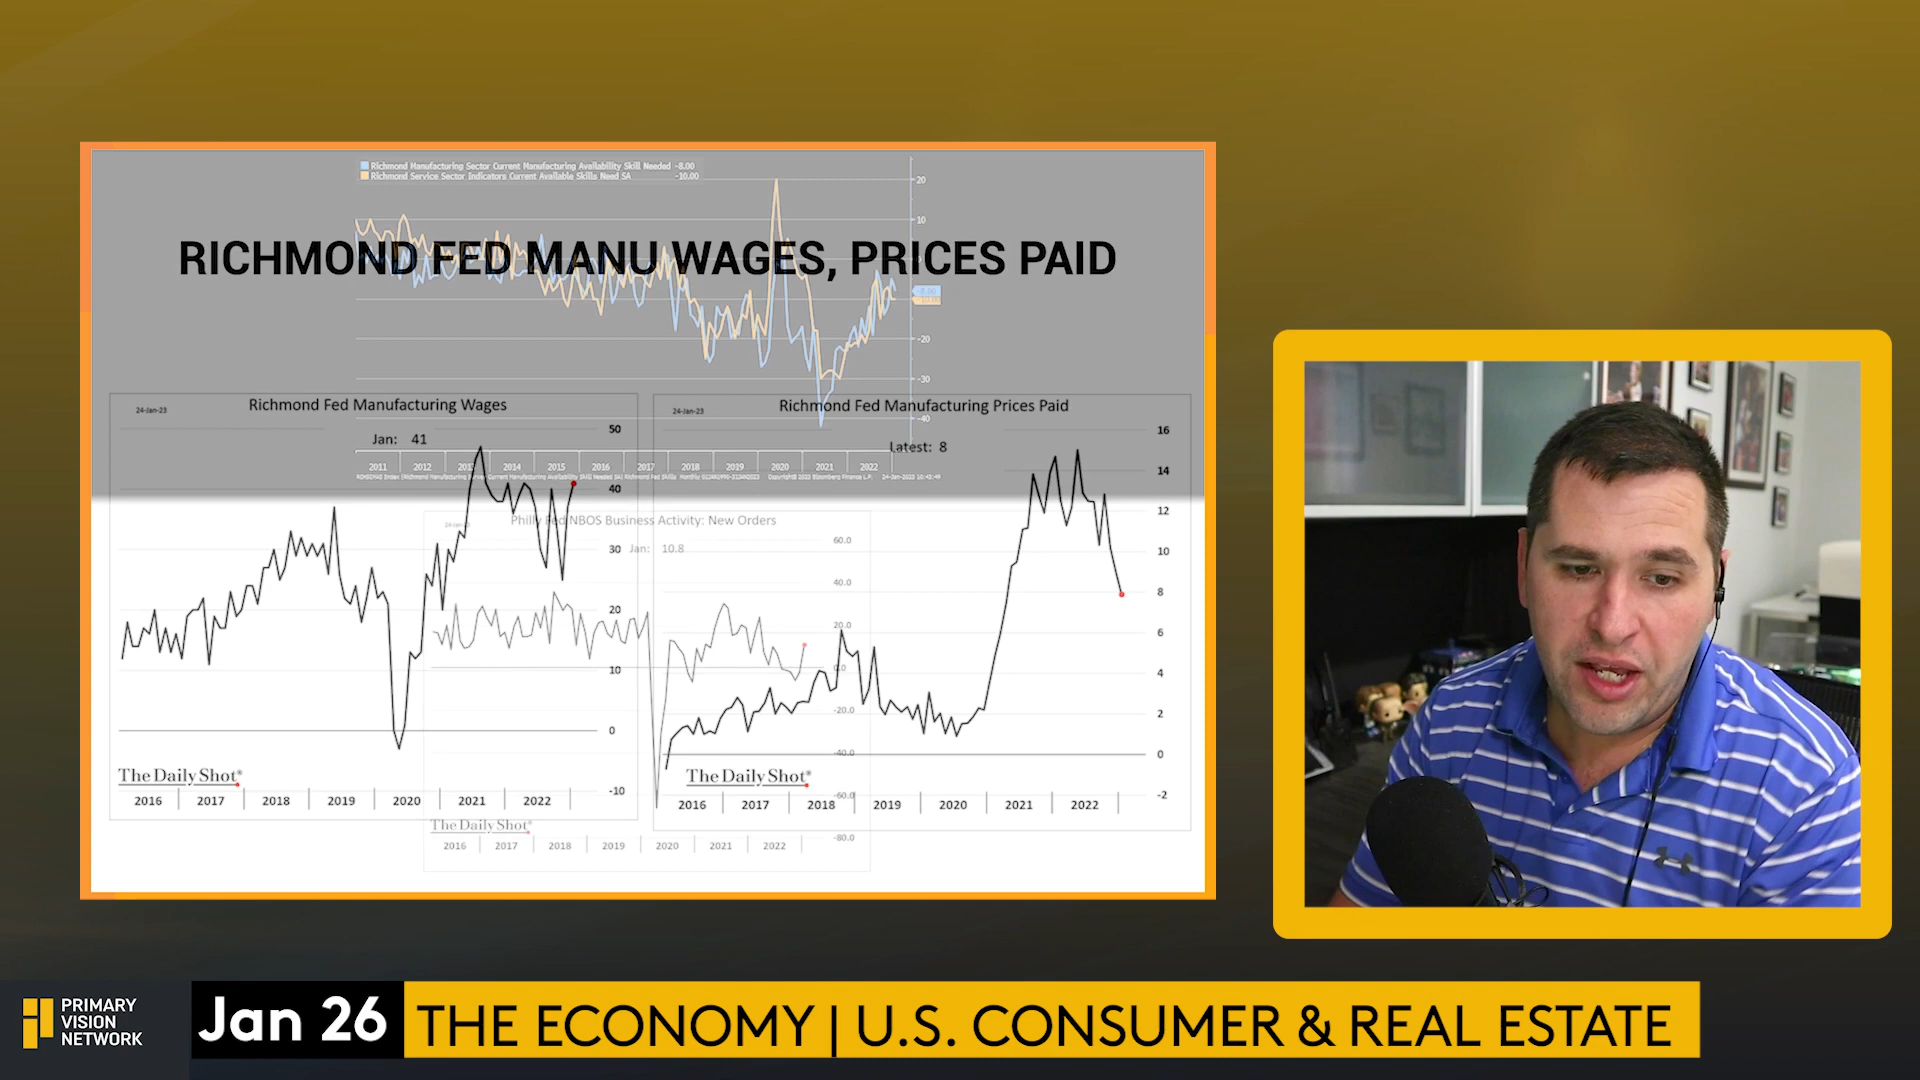 Richmond Manufacturing Sector Current Manufacturing Availability Skill Needed -8.00
Richmond Service Sector Indicators Current Available Skills Need SA -10.00
20
10
-20
-30
-40
RICHMOND FED MANU WAGES, PRICES PAID
2011 2012 2013 2014 2015 2016 2017 2018 2019 2020 2021 2022
24-Jan-23
Richmond Fed Manufacturing Wages
Jan: 41
50
40
30
20
10
0
-10
The Daily Shot®
2016 2017 2018 2019 2020 2021 2022
24-Jan-23
Richmond Fed Manufacturing Prices Paid
Latest: 8
16
14
12
10
8
6
4
2
0
-2
The Daily Shot®
2016 2017 2018 2019 2020 2021 2022
Philly Fed NBOS Business Activity: New Orders
Jan: 10.8
60.0
40.0
20.0
0.0
-20.0
-40.0
-60.0
-80.0
The Daily Shot®
2016 2017 2018 2019 2020 2021 2022
PRIMARY
VISION
NETWORK
Jan 26
THE ECONOMY | U.S. CONSUMER & REAL ESTATE